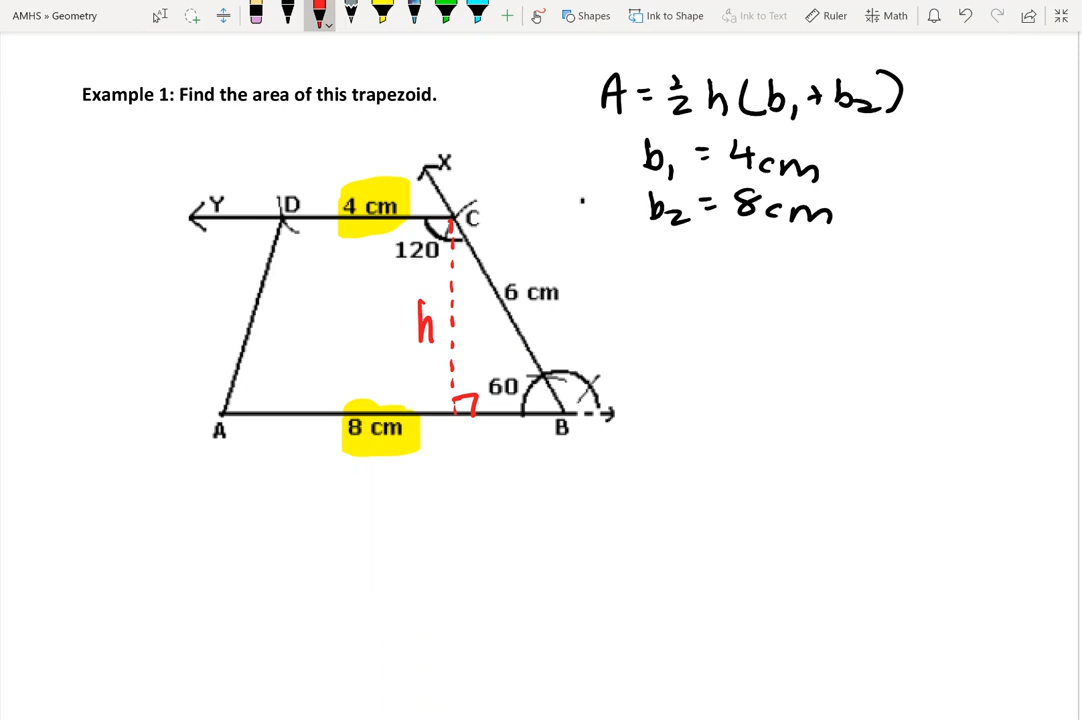 AMHS » Geometry
Shapes Ink to Shape Ink to Text Ruler Math
Example 1: Find the area of this trapezoid.
A = 1/2 h (b₁ + b₂)
b₁ = 4cm
b₂ = 8cm
X
Y D 4 cm C
120
6 cm
h
60
A 8 cm B